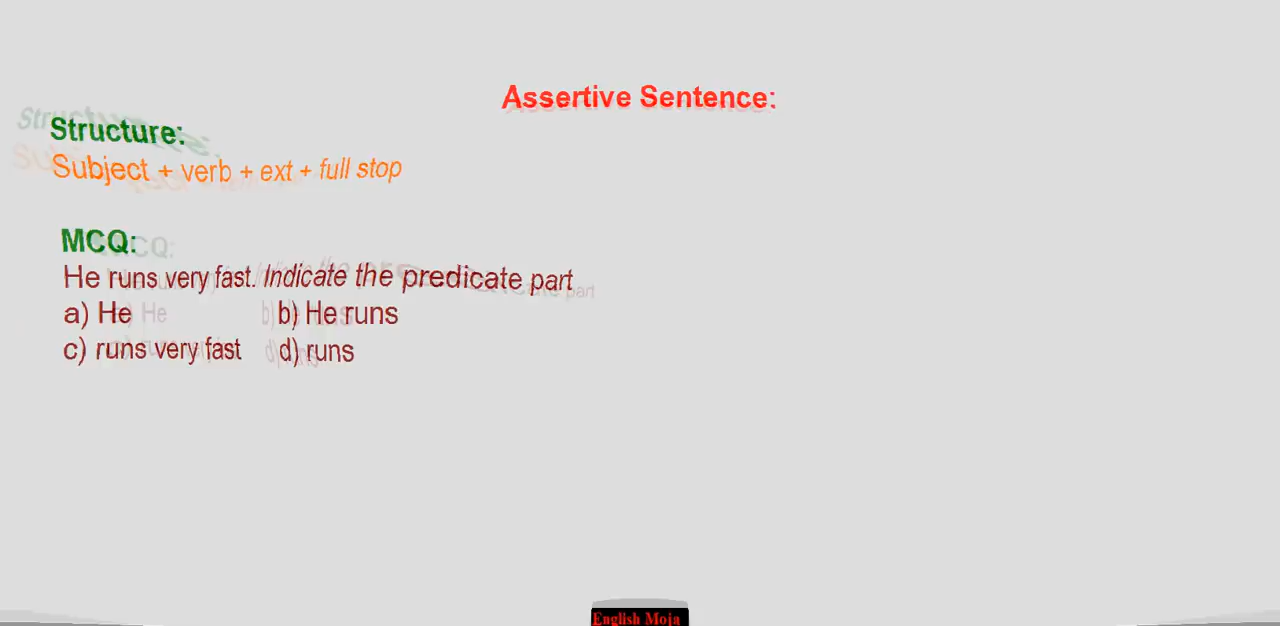 Assertive Sentence:
Structure:
Subject + verb + ext + full stop
MCQ:
He runs very fast. Indicate the predicate part
a) He b) He runs
c) runs very fast d) runs
English Moja